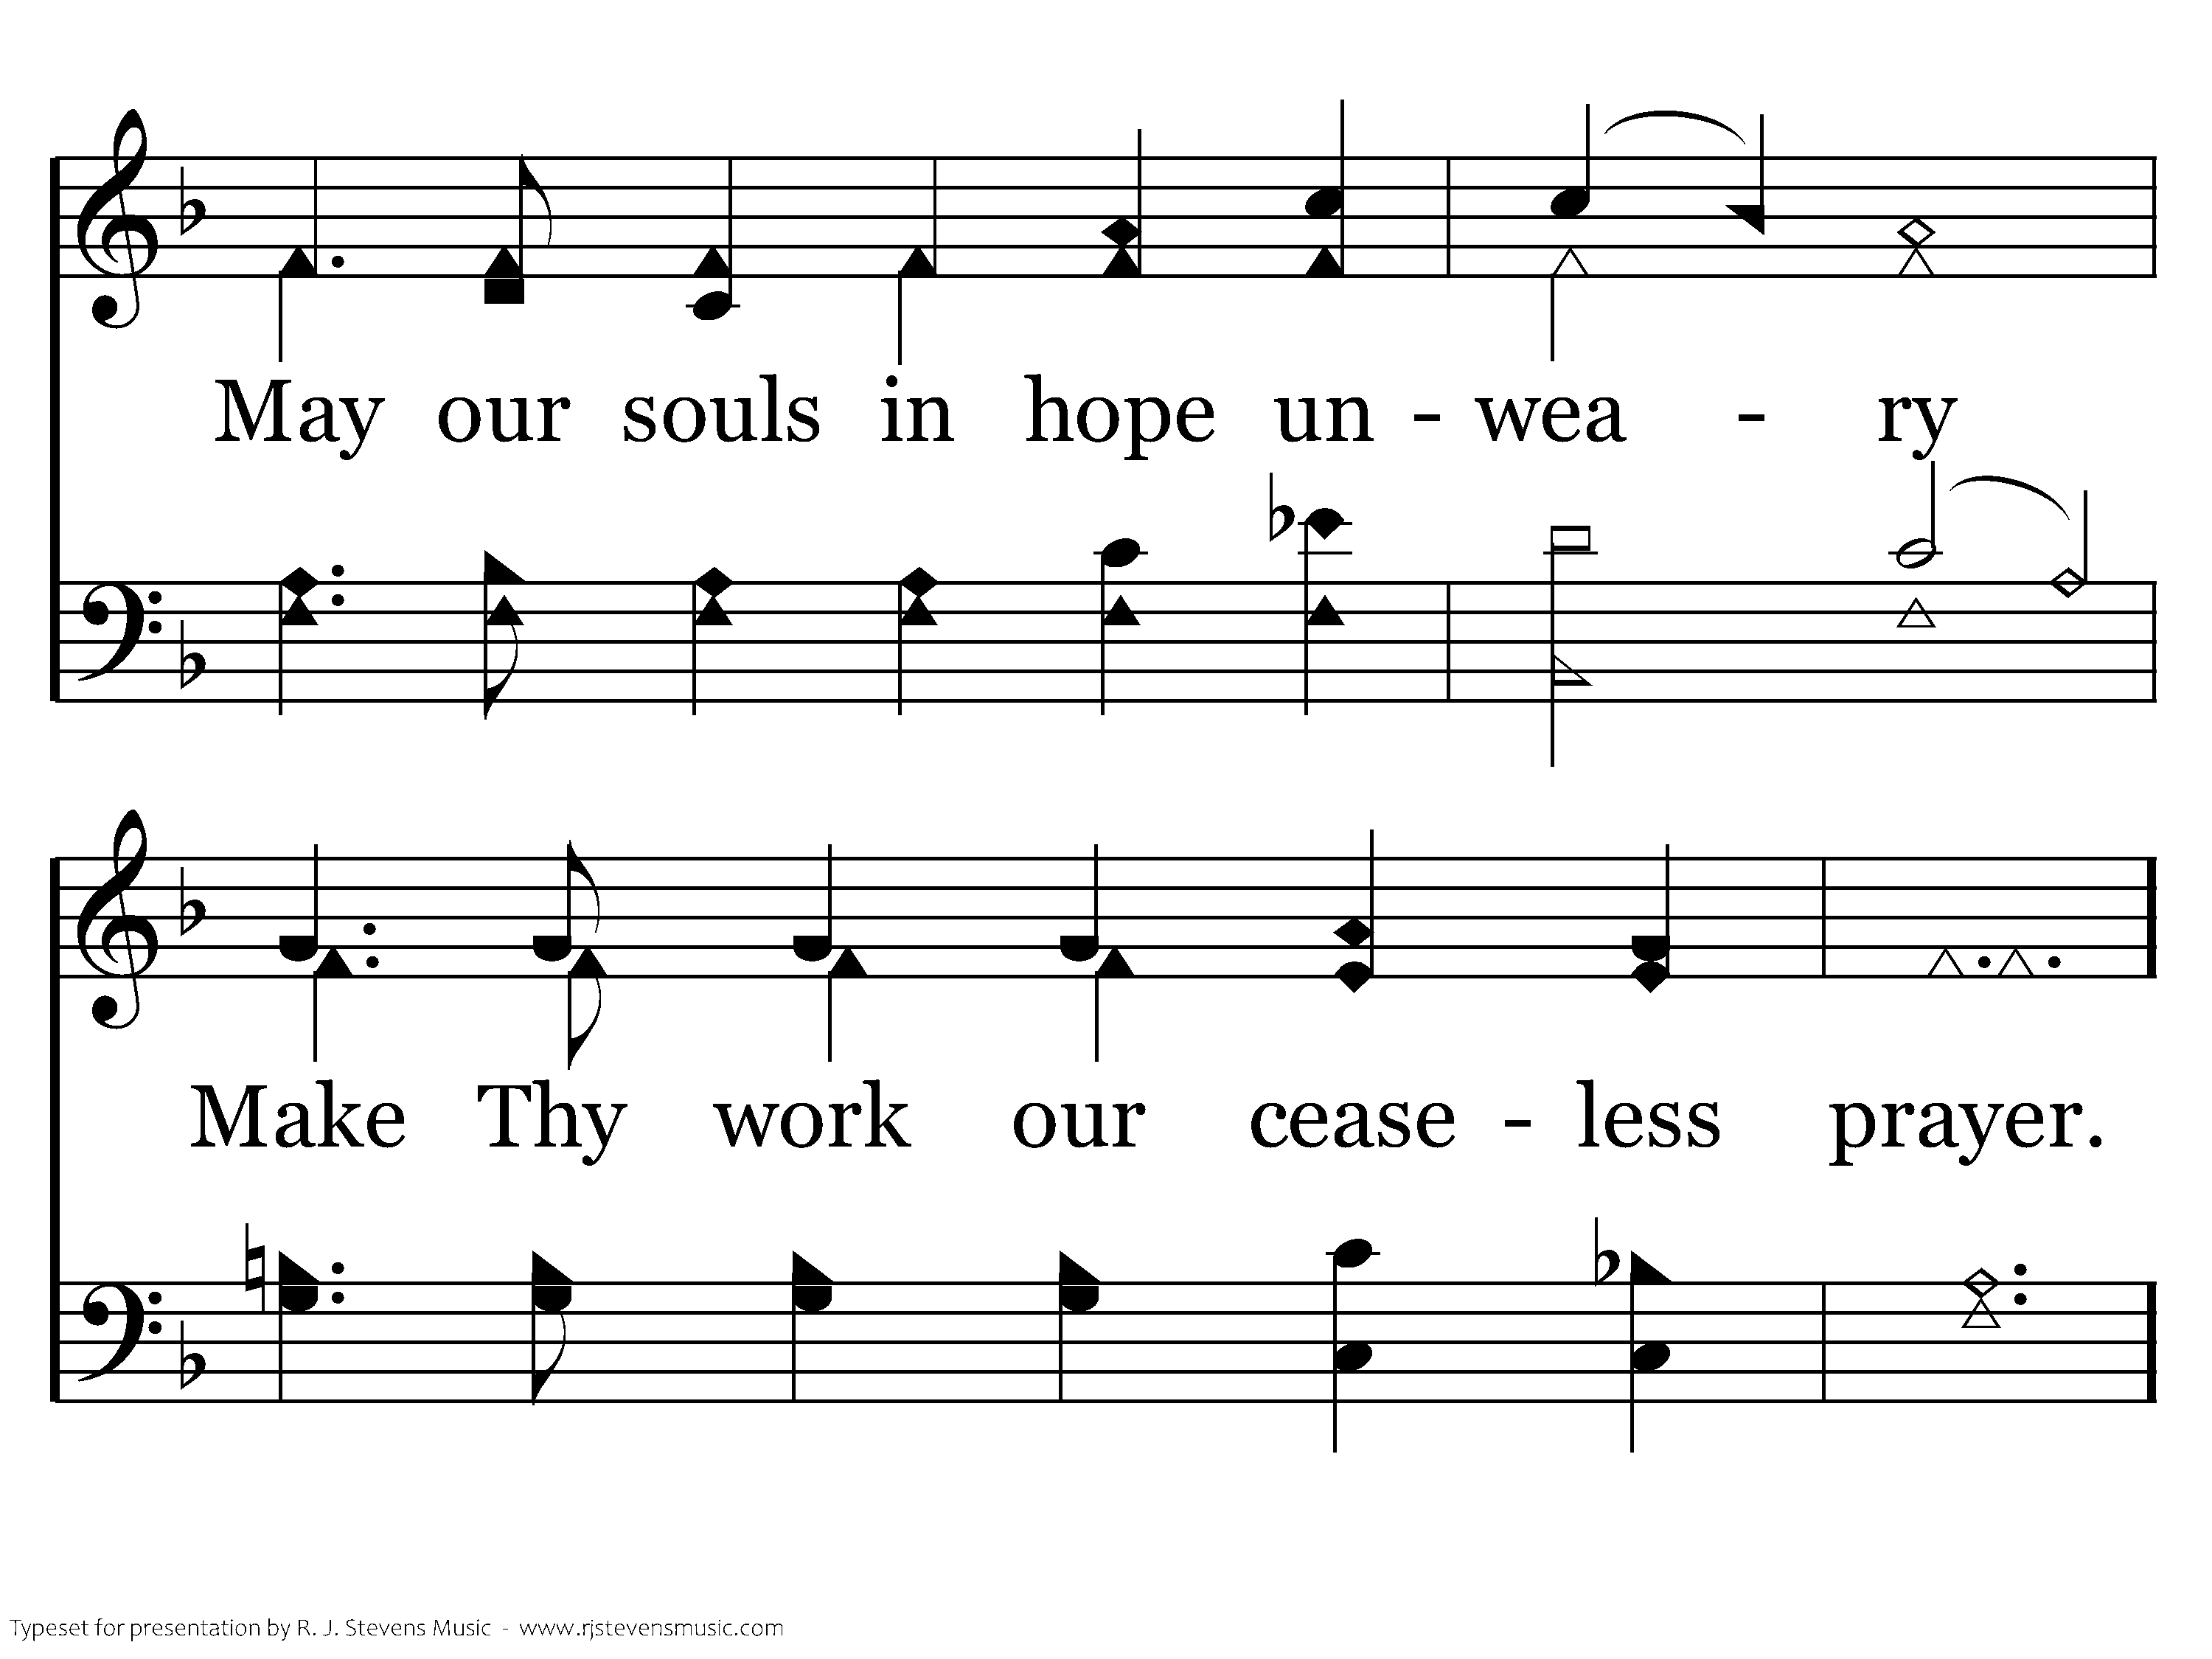 May our souls in hope un - wea - ry
Make Thy work our cease - less prayer.
Typeset for presentation by R. J. Stevens Music - www.rjstevensmusic.com